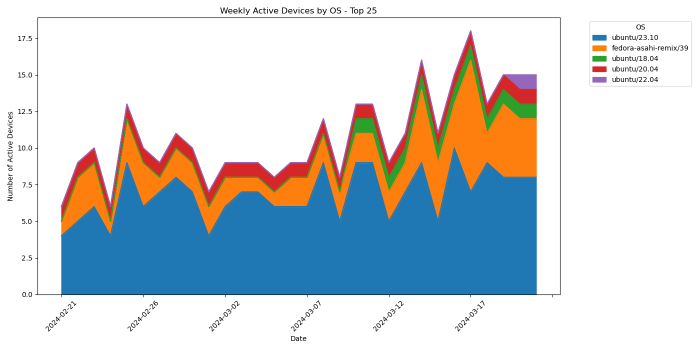 Weekly Active Devices by OS - Top 25
Number of Active Devices
17.5
15.0
12.5
10.0
7.5
5.0
2.5
0.0
2024-02-21
2024-02-26
2024-03-02
2024-03-07
2024-03-12
2024-03-17
Date
OS
ubuntu/23.10
fedora-asahi-remix/39
ubuntu/18.04
ubuntu/20.04
ubuntu/22.04